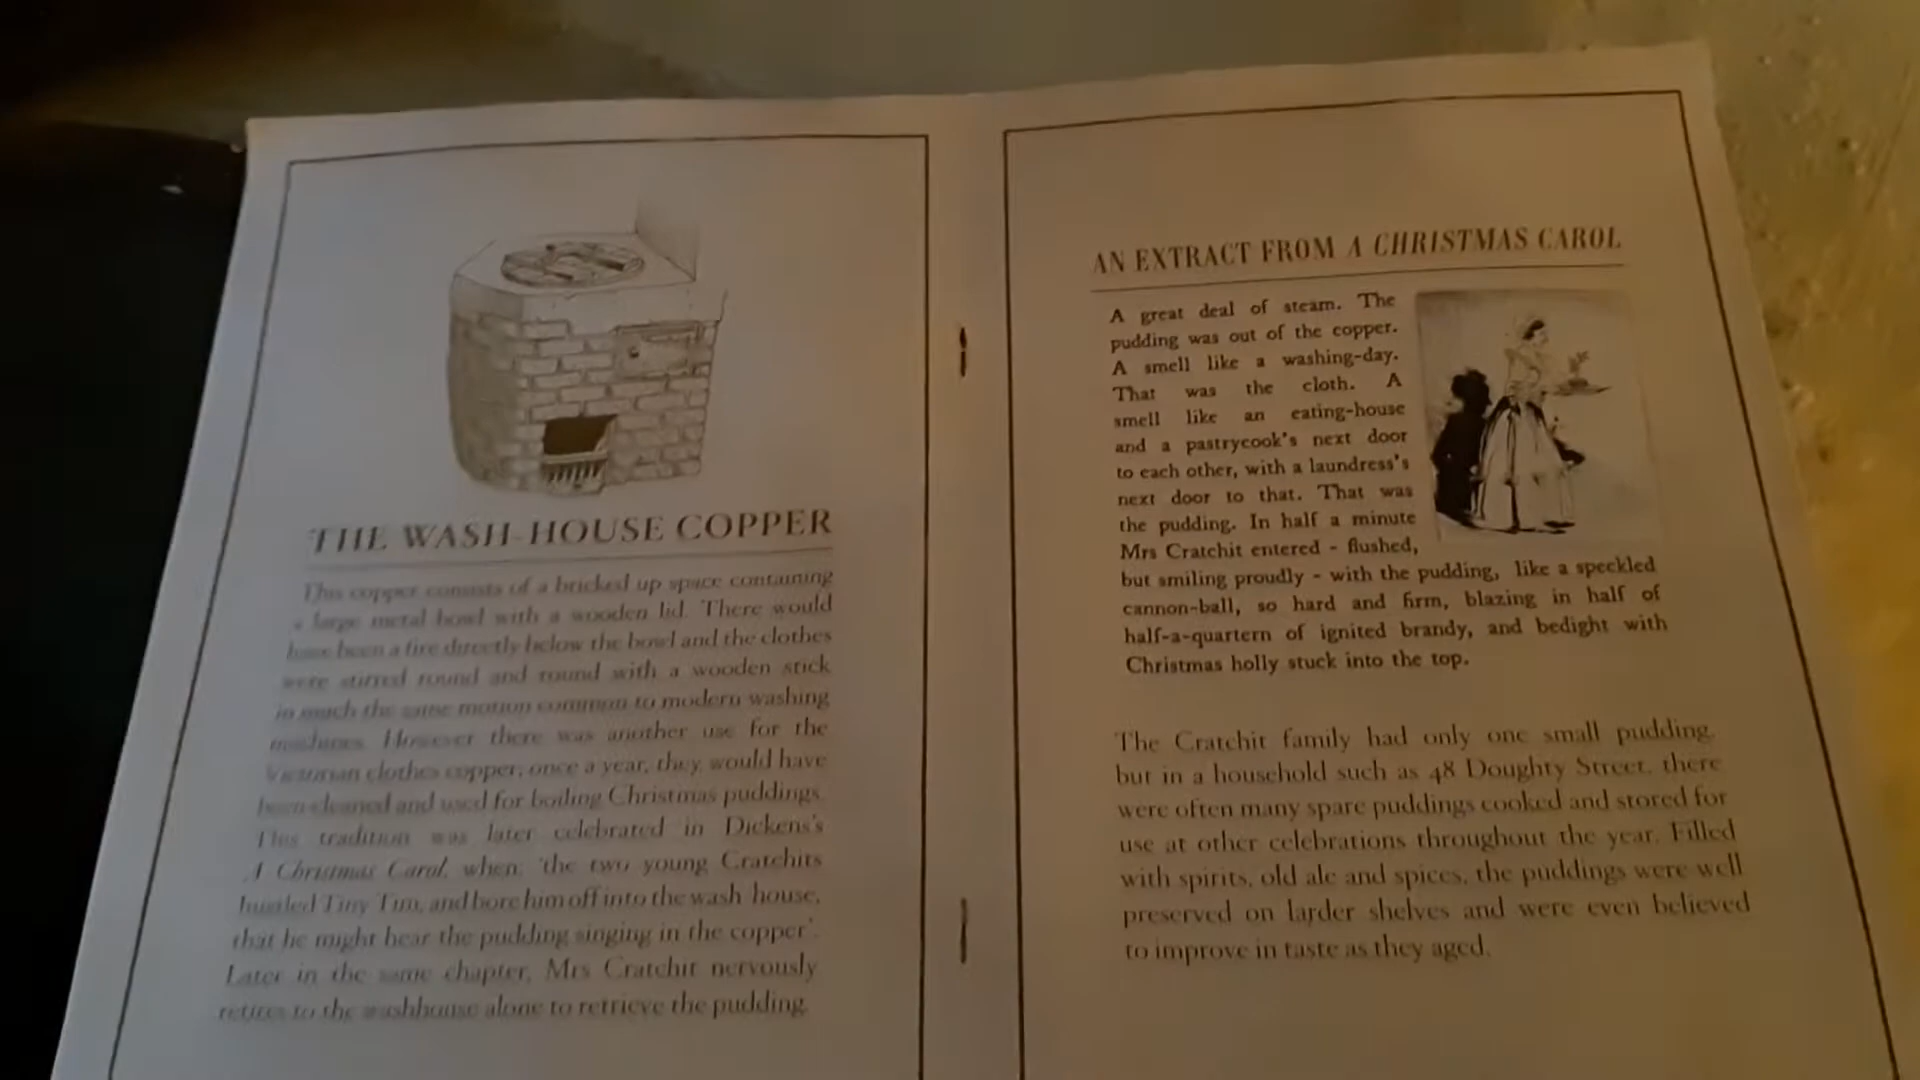 THE WASH-HOUSE COPPER
This copper consists of a bricked up space containing
a large metal bowl with a wooden lid. There would
have been a fire directly below the bowl and the clothes
were stirred round and round with a wooden stick
in much the same motion common to modern washing
machines. However there was another use for the
Victorian clothes copper; once a year, they would have
been cleaned and used for boiling Christmas puddings.
This tradition was later celebrated in Dickens's
A Christmas Carol, when; 'the two young Cratchits
hustled Tiny Tim, and bore him off into the wash house,
that he might hear the pudding singing in the copper'.
Later in the same chapter, Mrs Cratchit nervously
retires to the washhouse alone to retrieve the pudding.
AN EXTRACT FROM A CHRISTMAS CAROL
A great deal of steam. The
pudding was out of the copper.
A smell like a washing-day.
That was the cloth. A
smell like an eating-house
and a pastrycook's next door
to each other, with a laundress's
next door to that. That was
the pudding. In half a minute
Mrs Cratchit entered - flushed,
but smiling proudly - with the pudding, like a speckled
cannon-ball, so hard and firm, blazing in half of
half-a-quartern of ignited brandy, and bedight with
Christmas holly stuck into the top.
The Cratchit family had only one small pudding,
but in a household such as 48 Doughty Street, there
were often many spare puddings cooked and stored for
use at other celebrations throughout the year. Filled
with spirits, old ale and spices, the puddings were well
preserved on larder shelves and were even believed
to improve in taste as they aged.